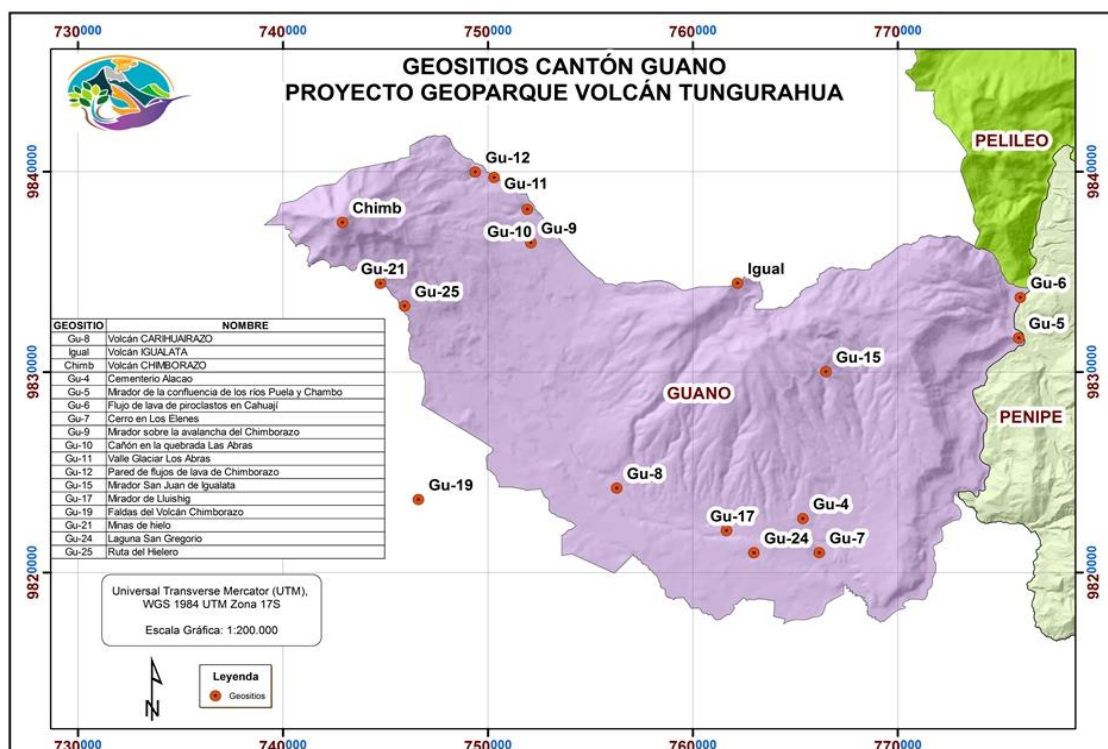 730000 740000 750000 760000 770000
GEOSITIOS CANTÓN GUANO
PROYECTO GEOPARQUE VOLCÁN TUNGURAHUA
PELILEO
9840000
9840000
Gu-12
Gu-11
Chimb
Gu-10
Gu-9
Gu-21
Gu-25
Igual
Gu-6
Gu-5
GEOSITIO NOMBRE
Gu-8 Volcán CARIHUAIRAZO
Igual Volcán IGUALATA
Chimb Volcán CHIMBORAZO
Gu-4 Cementerio Alacao
Gu-5 Mirador de la confluencia de los ríos Puela y Chambo
Gu-6 Flujo de lava de piroclastos en Cahuají
Gu-7 Cerro en Los Elenes
Gu-9 Mirador sobre la avalancha del Chimborazo
Gu-10 Cañón en la quebrada Las Abras
Gu-11 Valle Glaciar Los Abras
Gu-12 Pared de flujos de lava de Chimborazo
Gu-15 Mirador San Juan de Igualata
Gu-17 Mirador de Lluishig
Gu-19 Faldas del Volcán Chimborazo
Gu-21 Minas de hielo
Gu-24 Laguna San Gregorio
Gu-25 Ruta del Hielero
9830000
9830000
Gu-15
GUANO
PENIPE
Gu-19
Gu-8
Gu-4
Gu-17
Gu-24
Gu-7
9820000
9820000
Universal Transverse Mercator (UTM),
WGS 1984 UTM Zona 17S
Escala Gráfica: 1:200.000
N
Leyenda
Geositios
730000 740000 750000 760000 770000